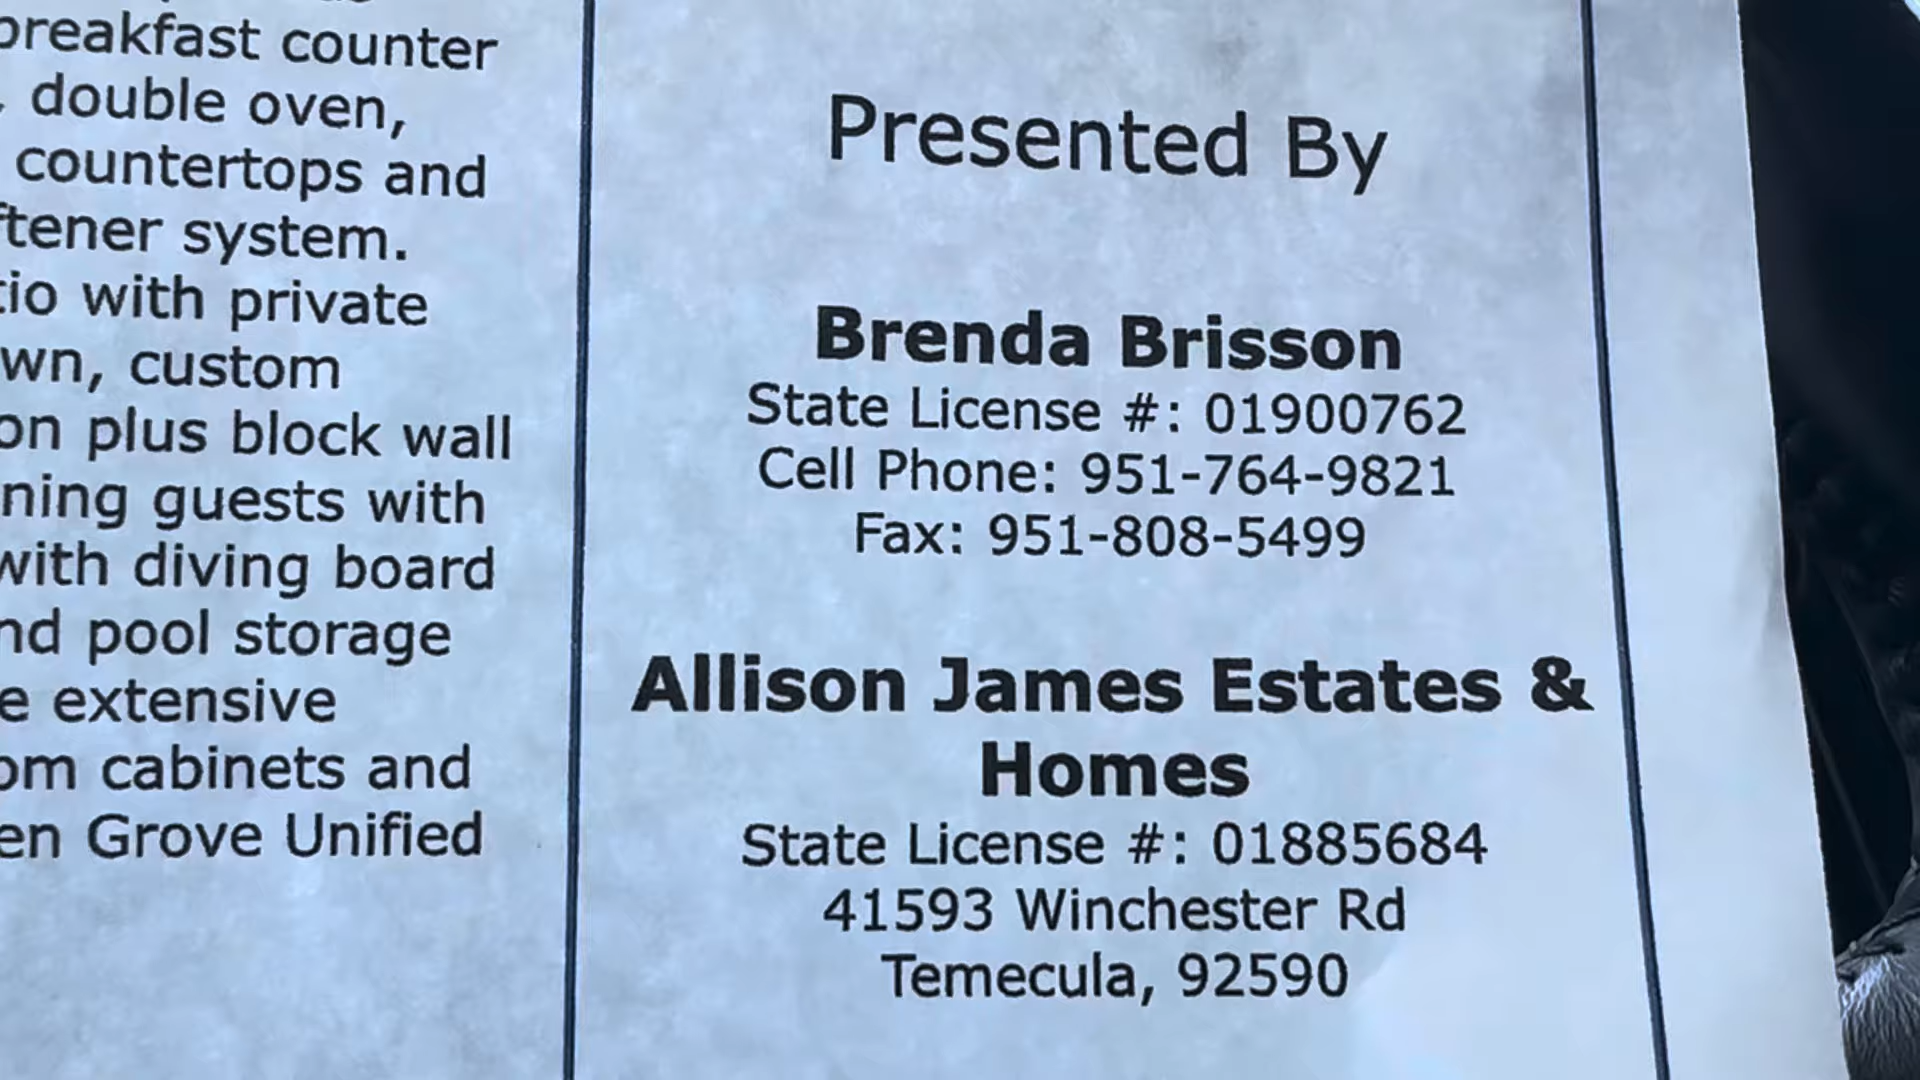 breakfast counter
, double oven,
countertops and
ftener system.
tio with private
wn, custom
on plus block wall
ning guests with
with diving board
nd pool storage
e extensive
om cabinets and
en Grove Unified
Presented By
Brenda Brisson
State License #: 01900762
Cell Phone: 951-764-9821
Fax: 951-808-5499
Allison James Estates &
Homes
State License #: 01885684
41593 Winchester Rd
Temecula, 92590